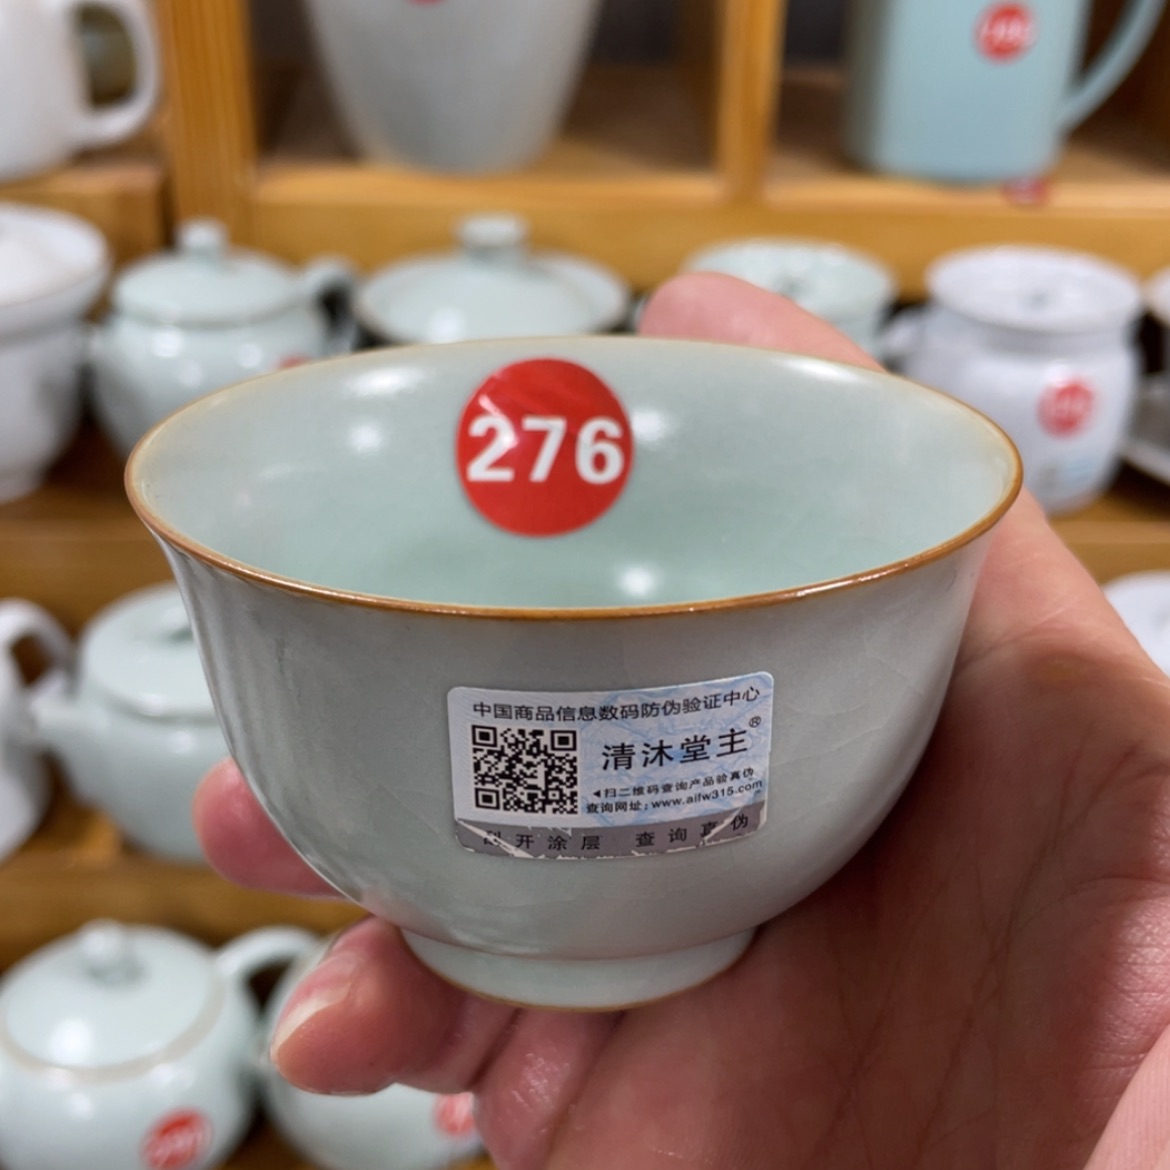 276
中国商品信息数码防伪验证中心
清沐堂主®
◄扫二维码查询产品验真伪
查询网址:www.aifw315.com
刮开涂层 查询真伪